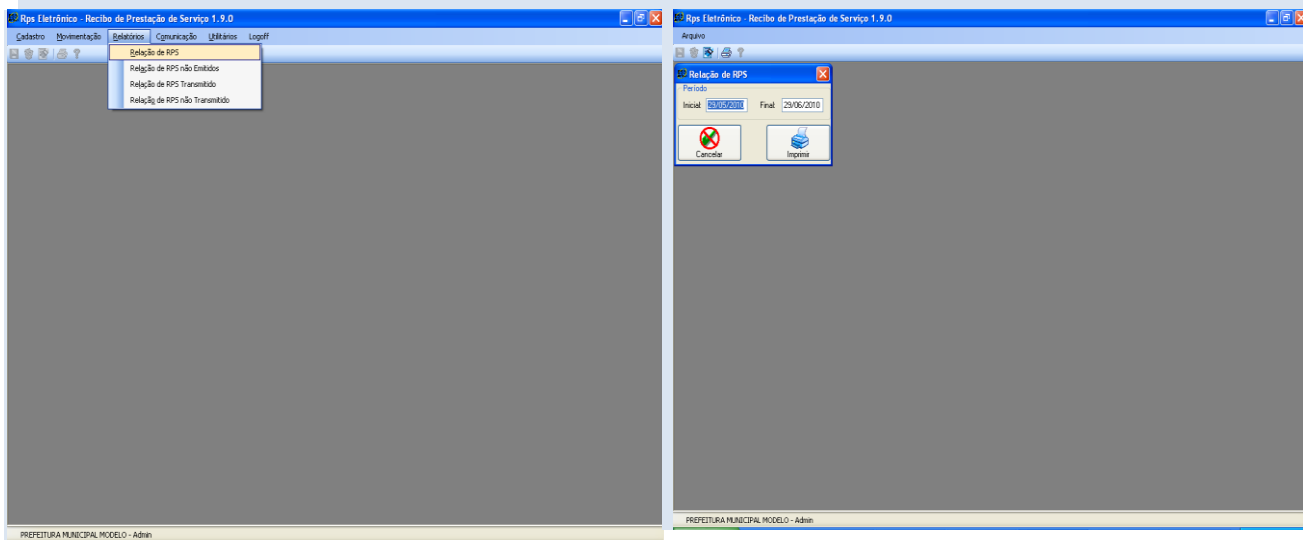 Rps Eletrônico - Recibo de Prestação de Serviço 1.9.0
Cadastro Movimentação Relatórios Comunicação Utilitários Logoff
Relação de RPS
Relação de RPS não Emitidos
Relação de RPS Transmitido
Relação de RPS não Transmitido
PREFEITURA MUNICIPAL MODELO - Admin
Rps Eletrônico - Recibo de Prestação de Serviço 1.9.0
Arquivo
Relação de RPS
Período
Inicial: 29/05/2010 Final: 29/06/2010
Cancelar Imprimir
PREFEITURA MUNICIPAL MODELO - Admin